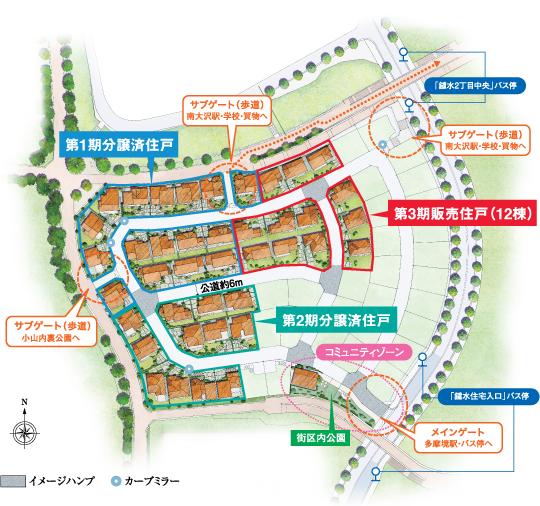 「鑓水2丁目中央」バス停
サブゲート(歩道)
南大沢駅・学校・買物へ
第1期分譲済住戸
サブゲート(歩道)
南大沢駅・学校・買物へ
第3期販売住戸(12棟)
公道約6m
サブゲート(歩道)
小山内裏公園へ
第2期分譲済住戸
コミュニティゾーン
「鑓水住宅入口」バス停
街区内公園
メインゲート
多摩境駅・バス停へ
N
イメージハンプ
カーブミラー